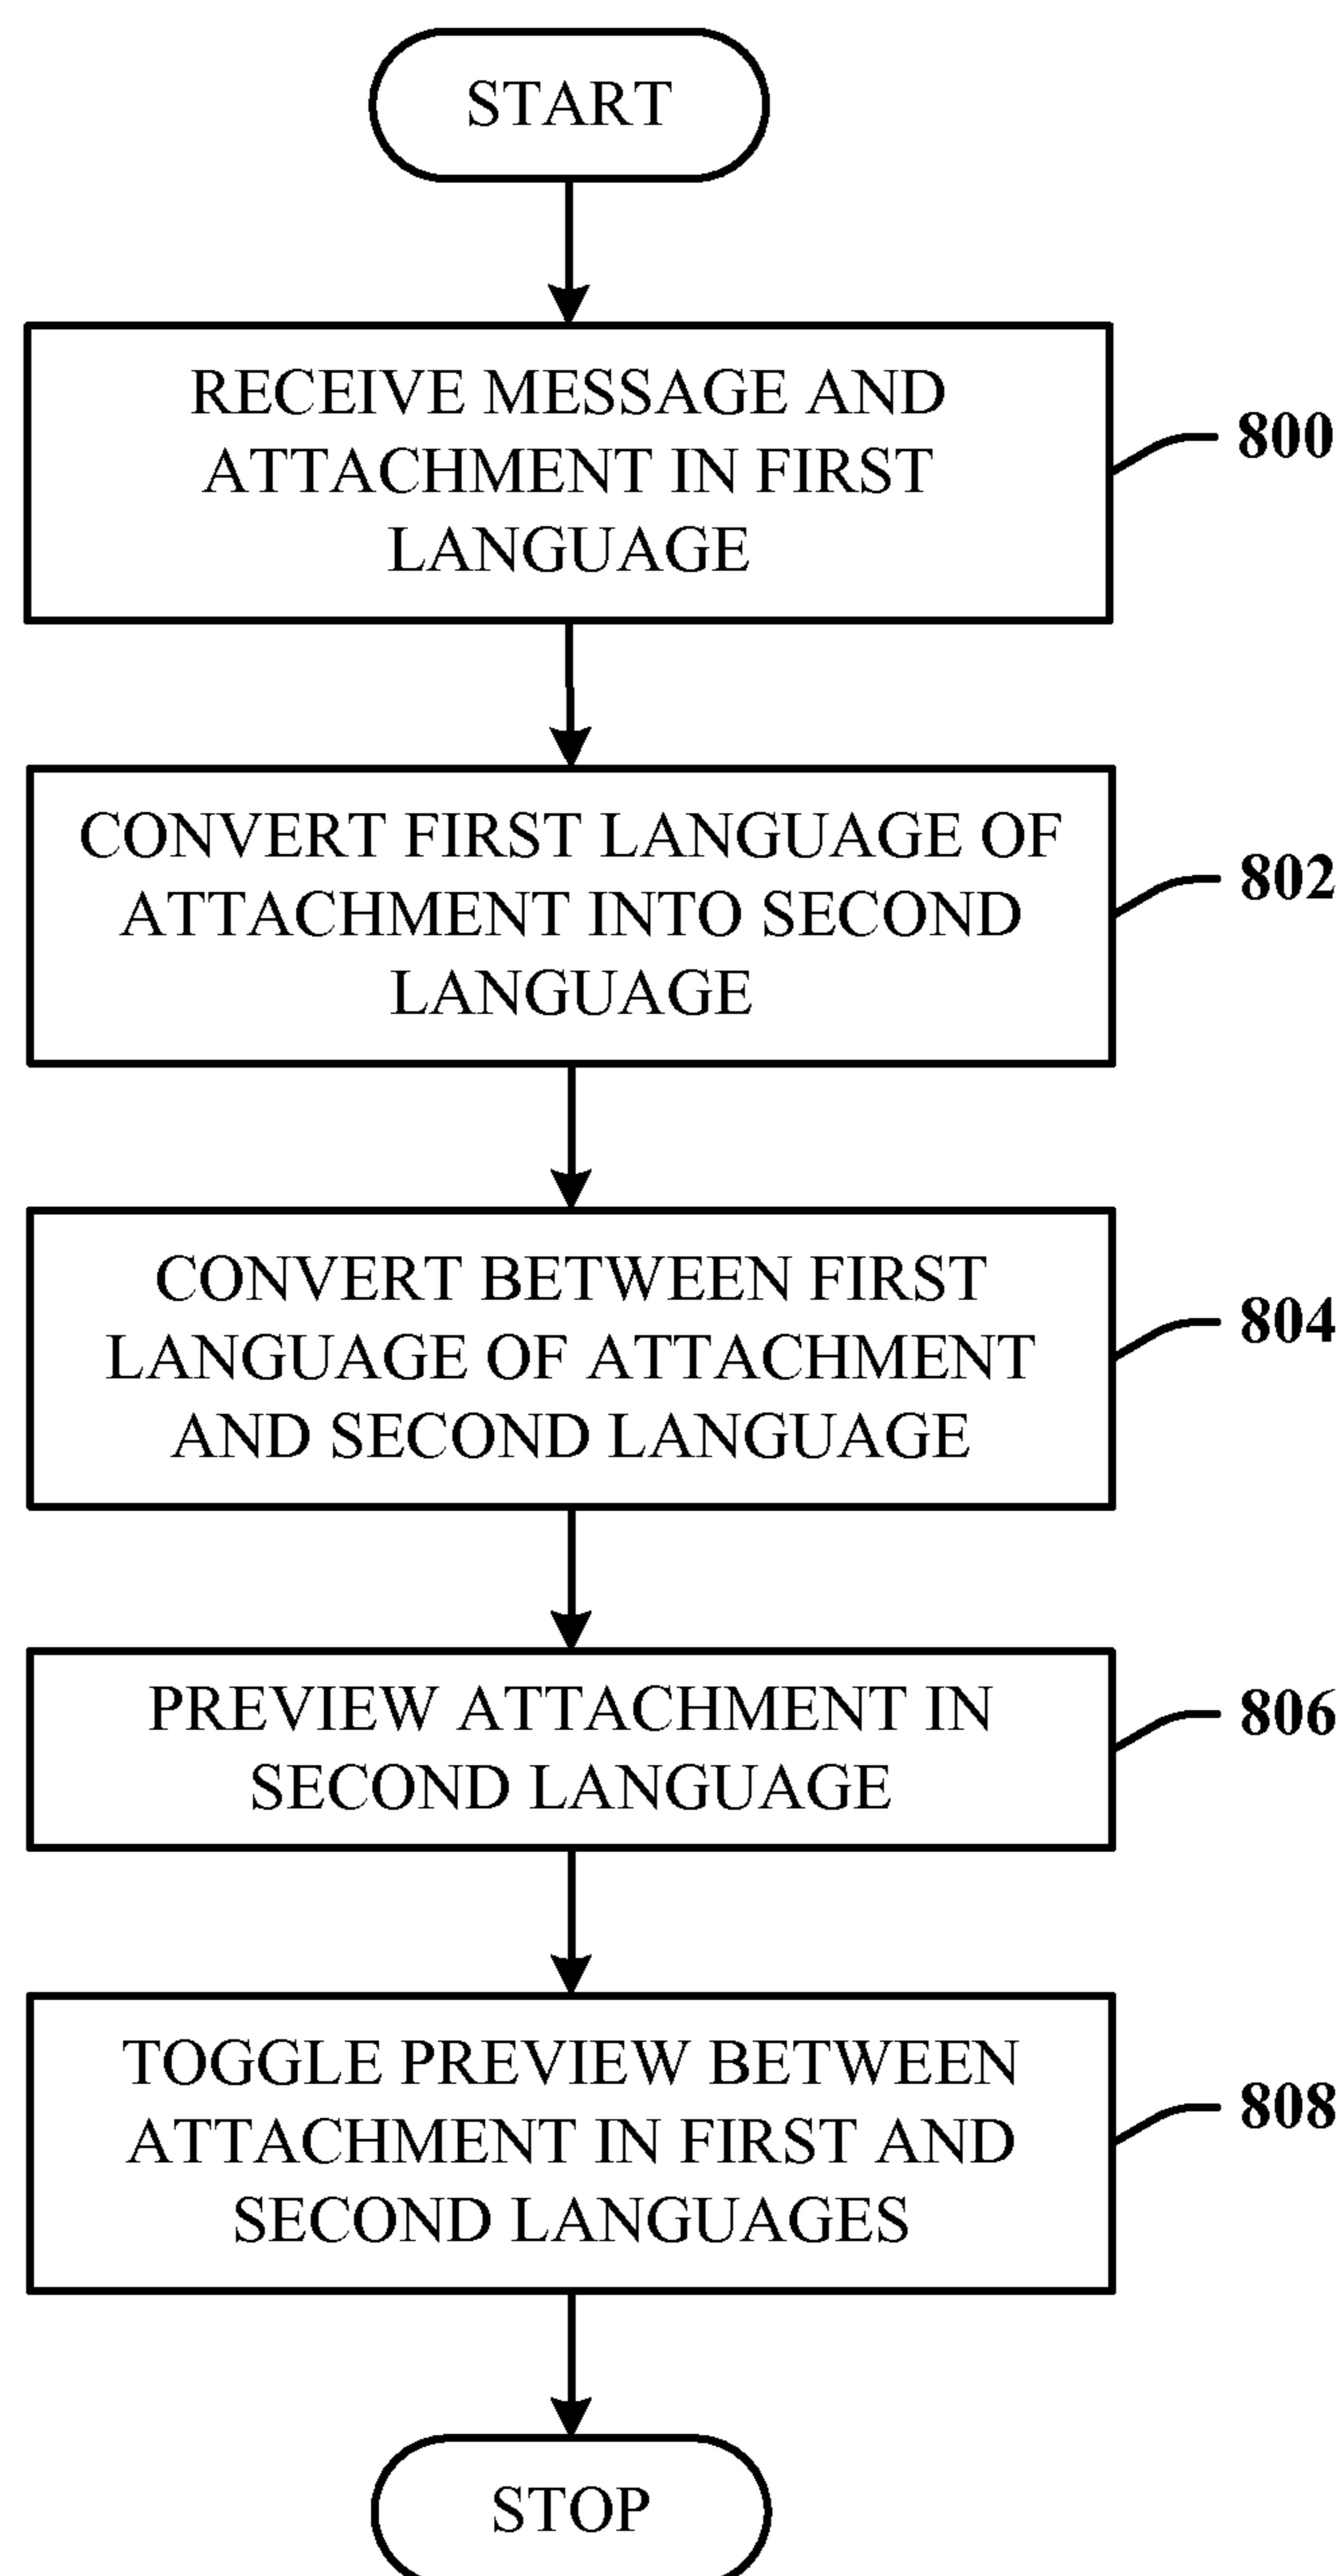 START
RECEIVE MESSAGE AND
ATTACHMENT IN FIRST
LANGUAGE
800
CONVERT FIRST LANGUAGE OF
ATTACHMENT INTO SECOND
LANGUAGE
802
CONVERT BETWEEN FIRST
LANGUAGE OF ATTACHMENT
AND SECOND LANGUAGE
804
PREVIEW ATTACHMENT IN
SECOND LANGUAGE
806
TOGGLE PREVIEW BETWEEN
ATTACHMENT IN FIRST AND
SECOND LANGUAGES
808
STOP